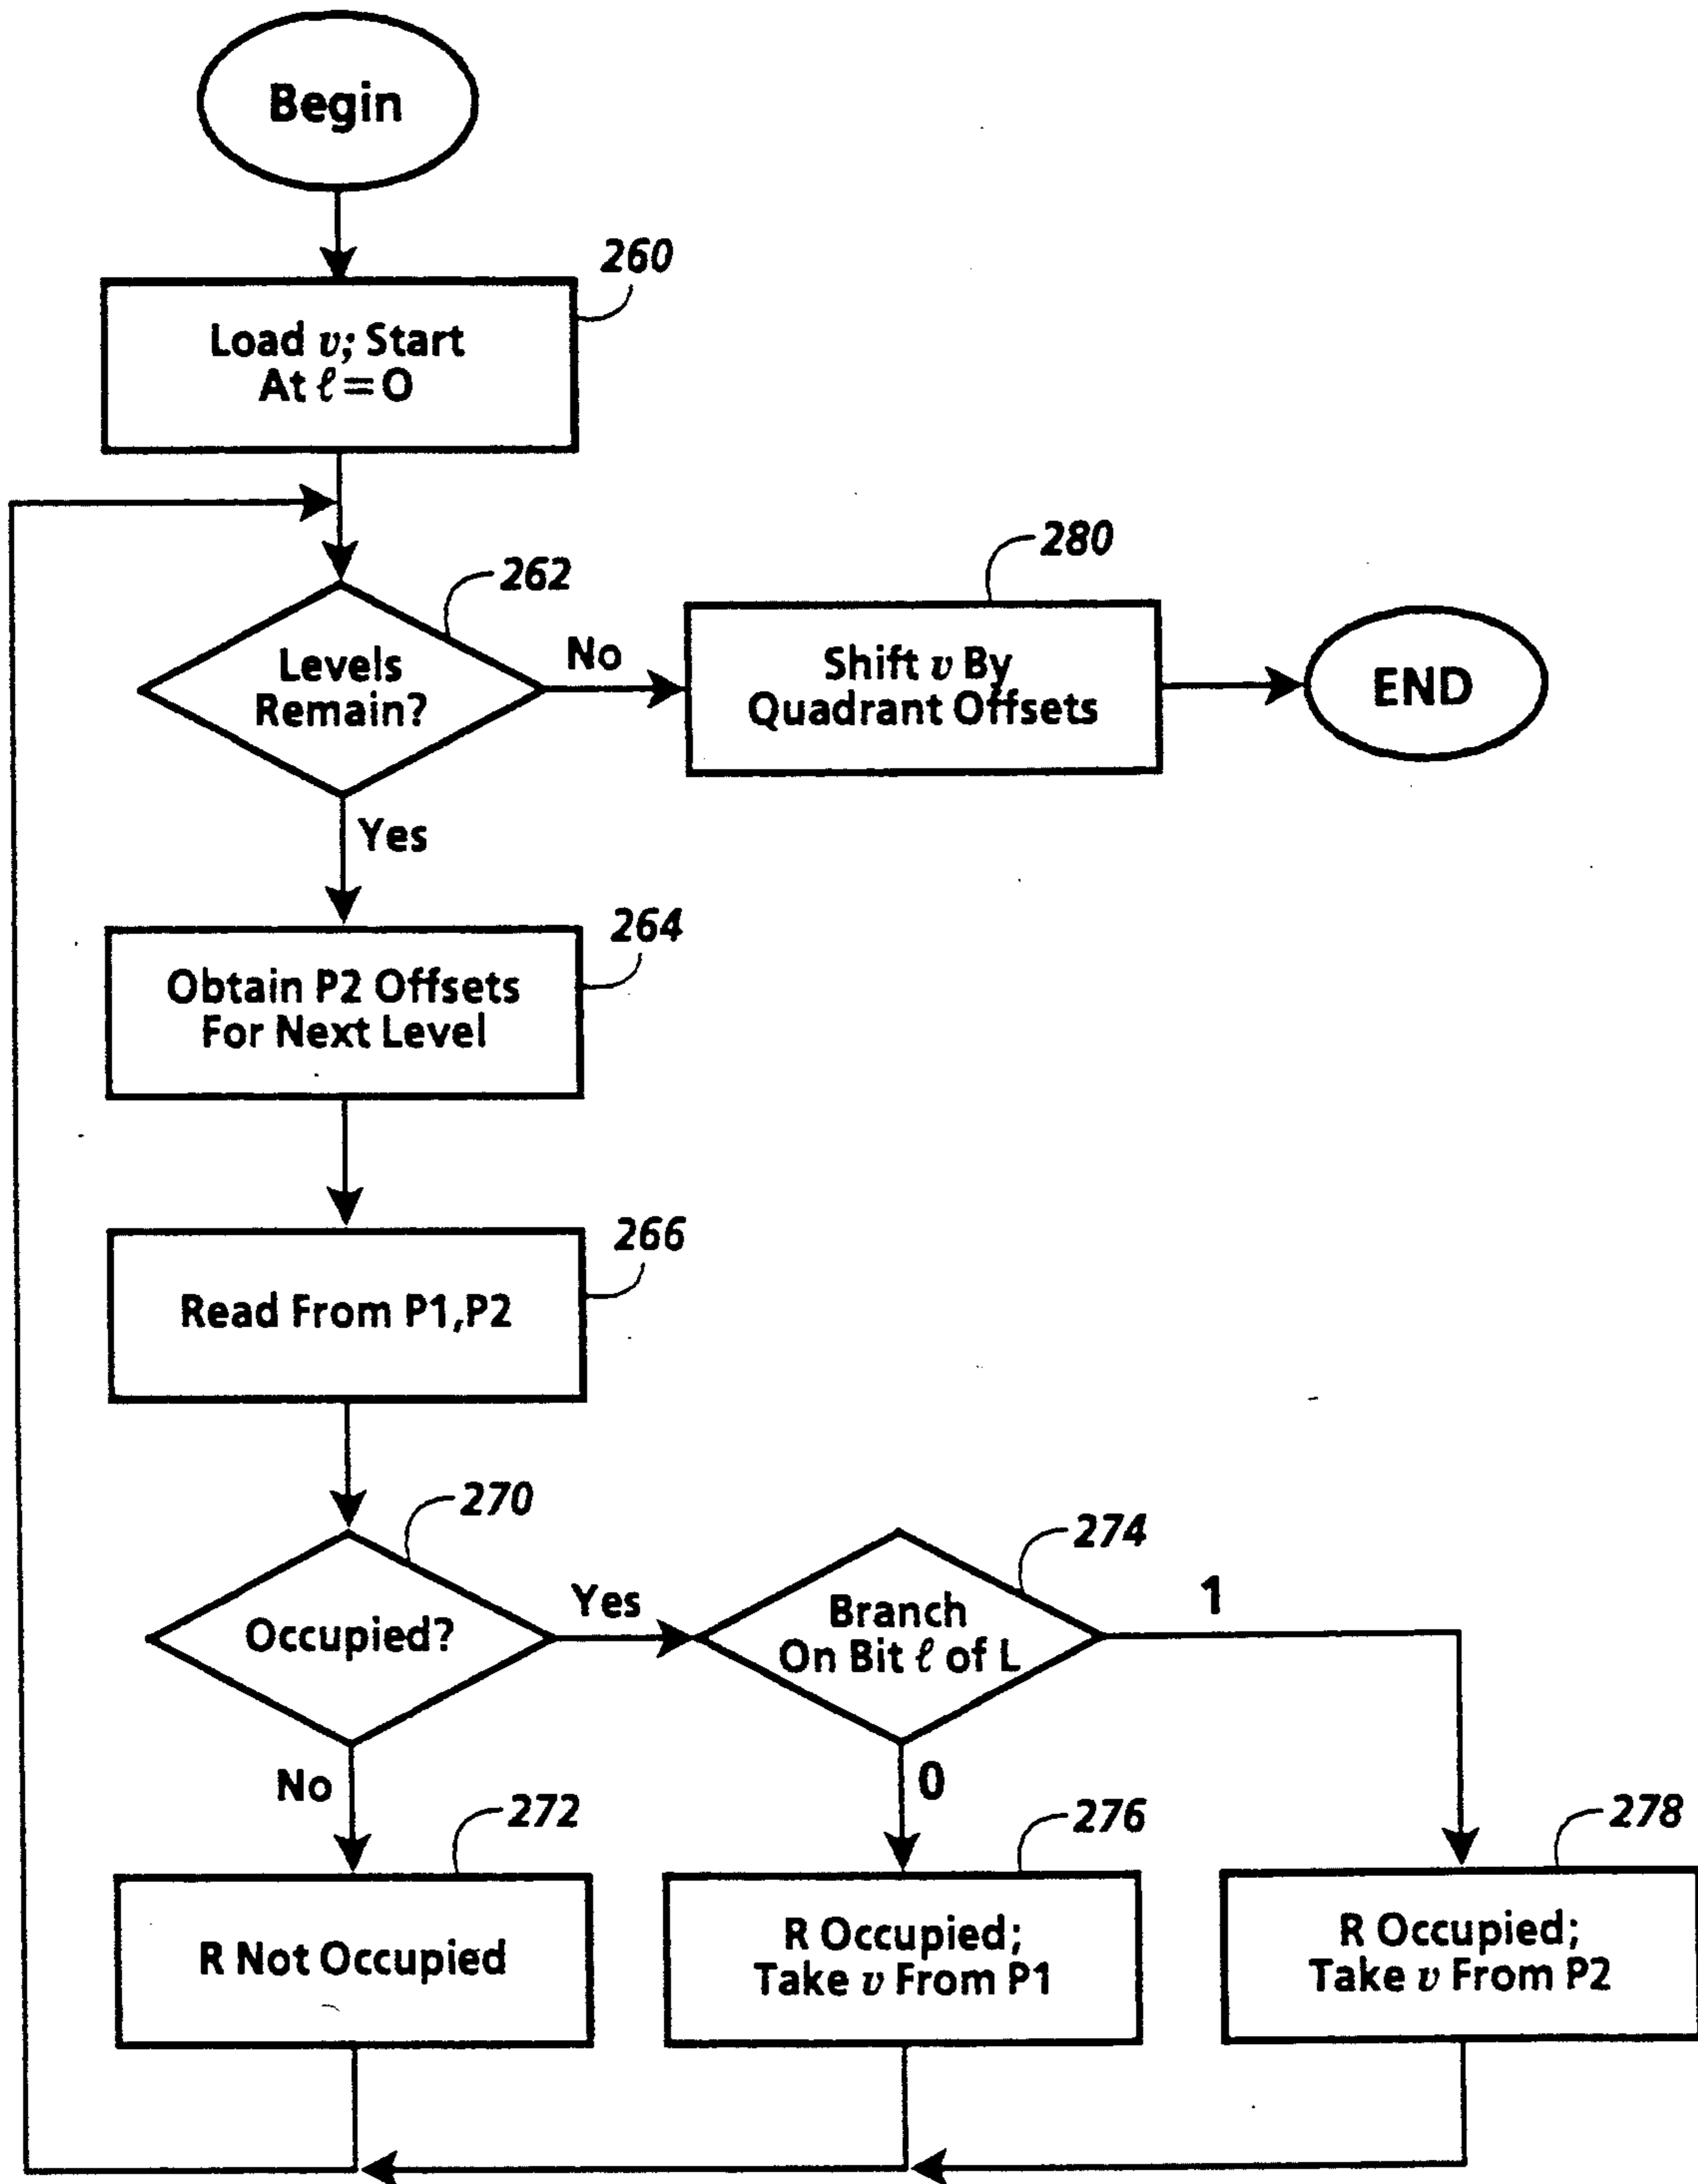 Begin
260
Load v; Start
At ℓ = O
262
Levels
Remain?
No
280
Shift v By
Quadrant Offsets
END
Yes
264
Obtain P2 Offsets
For Next Level
266
Read From P1,P2
270
Occupied?
Yes
274
Branch
On Bit ℓ of L
1
No
0
272
R Not Occupied
276
R Occupied;
Take v From P1
278
R Occupied;
Take v From P2